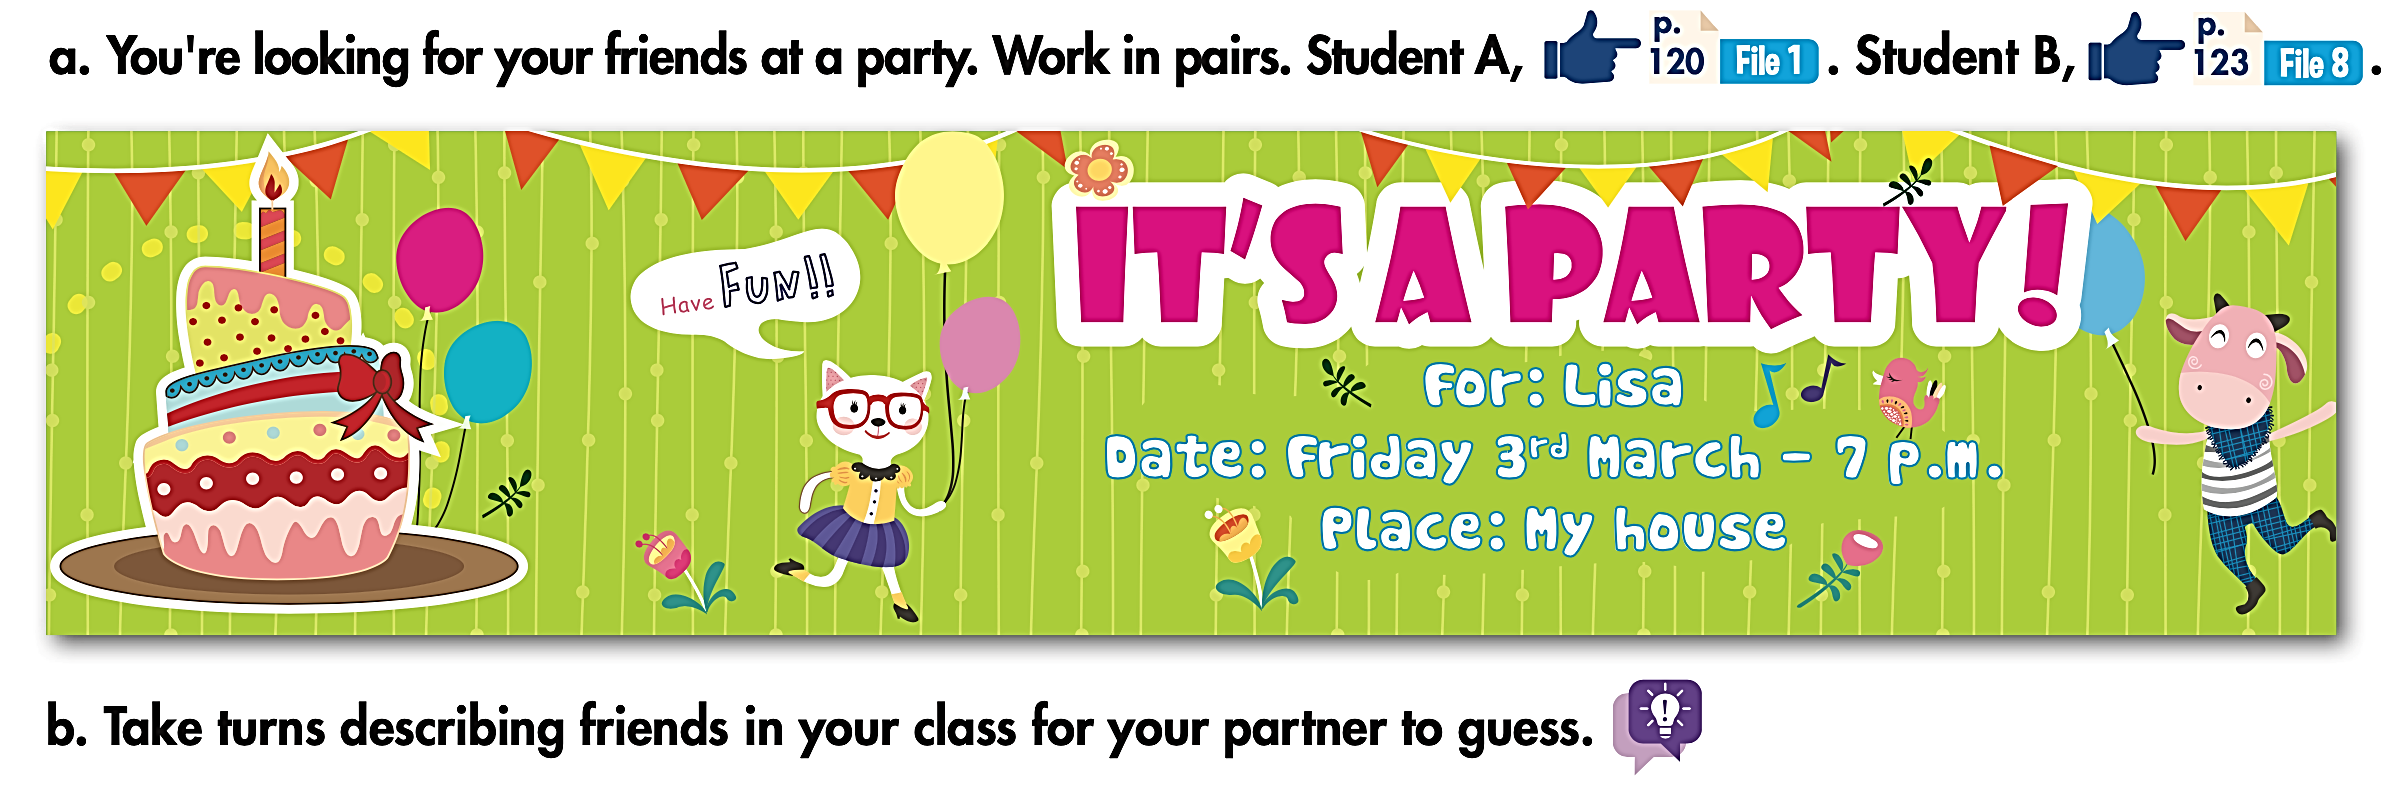 a. You're looking for your friends at a party. Work in pairs. Student A, p. 120 File 1 . Student B, p. 123 File 8 .
Have Fun!!
IT'S A PARTY!
For: Lisa
Date: Friday 3rd March - 7 p.m.
Place: My house
b. Take turns describing friends in your class for your partner to guess.